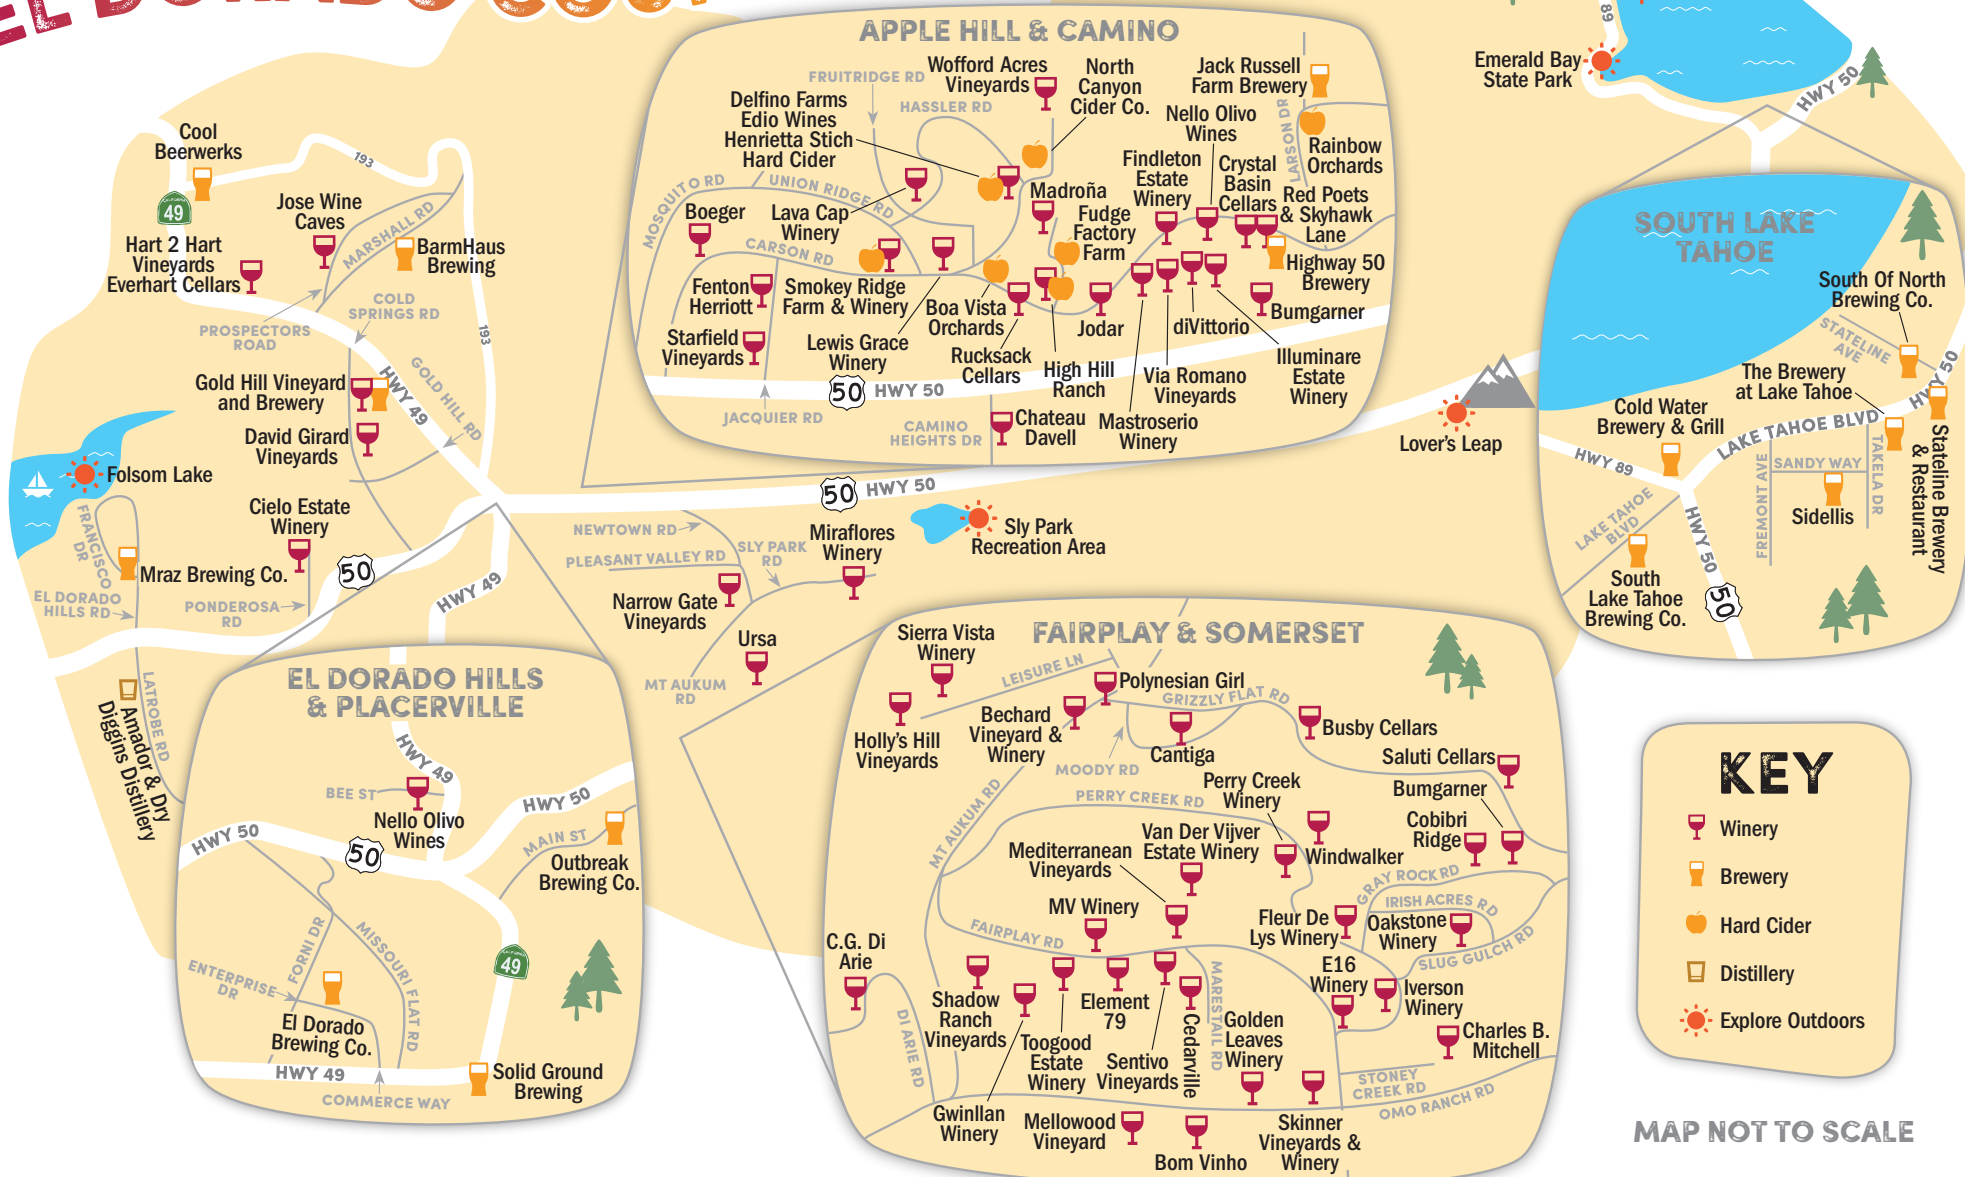 EL DORADO COU
APPLE HILL & CAMINO
FRUITRIDGE RD
HASSLER RD
Wofford Acres
Vineyards
North
Canyon
Cider Co.
Jack Russell
Farm Brewery
Delfino Farms
Edio Wines
Henrietta Stich
Hard Cider
Nello Olivo
Wines
LARSON DR
Rainbow
Orchards
Findleton
Estate
Winery
Crystal
Basin
Cellars
Red Poets
& Skyhawk
Lane
MOSQUITO RD
UNION RIDGE RD
Madroña
Boeger
Lava Cap
Winery
Fudge
Factory
Farm
CARSON RD
Highway 50
Brewery
Fenton
Herriott
Smokey Ridge
Farm & Winery
Boa Vista
Orchards
Jodar
diVittorio
Bumgarner
Starfield
Vineyards
Lewis Grace
Winery
Rucksack
Cellars
High Hill
Ranch
Via Romano
Vineyards
Illuminare
Estate
Winery
50
HWY 50
JACQUIER RD
CAMINO
HEIGHTS DR
Chateau
Davell
Mastroserio
Winery
89
Emerald Bay
State Park
HWY 50
Cool
Beerwerks
193
CALIFORNIA
49
Jose Wine
Caves
MARSHALL RD
BarmHaus
Brewing
Hart 2 Hart
Vineyards
Everhart Cellars
COLD
SPRINGS RD
PROSPECTORS
ROAD
193
GOLD HILL RD
Gold Hill Vineyard
and Brewery
HWY 49
David Girard
Vineyards
Folsom Lake
FRANCISCO
DR
Cielo Estate
Winery
Mraz Brewing Co.
50
EL DORADO
HILLS RD
PONDEROSA
RD
HWY 49
50
HWY 50
NEWTOWN RD
PLEASANT VALLEY RD
SLY PARK
RD
Miraflores
Winery
Sly Park
Recreation Area
Narrow Gate
Vineyards
Ursa
MT AUKUM
RD
Lover's Leap
SOUTH LAKE
TAHOE
South Of North
Brewing Co.
STATELINE
AVE
The Brewery
at Lake Tahoe
HWY 50
Cold Water
Brewery & Grill
LAKE TAHOE BLVD
Stateline Brewery
& Restaurant
HWY 89
SANDY WAY
FREMONT AVE
TAKELA DR
Sidellis
LAKE TAHOE
BLVD
HWY 50
South
Lake Tahoe
Brewing Co.
50
LATROBE RD
Amador & Dry
Diggins Distillery
EL DORADO HILLS
& PLACERVILLE
HWY 49
BEE ST
Nello Olivo
Wines
HWY 50
HWY 50
50
MAIN ST
Outbreak
Brewing Co.
FORNI DR
MISSOURI FLAT RD
CALIFORNIA
49
ENTERPRISE
DR
El Dorado
Brewing Co.
HWY 49
Solid Ground
Brewing
COMMERCE WAY
FAIRPLAY & SOMERSET
Sierra Vista
Winery
LEISURE LN
Polynesian Girl
GRIZZLY FLAT RD
Holly's Hill
Vineyards
Bechard
Vineyard &
Winery
MOODY RD
Cantiga
Busby Cellars
Saluti Cellars
Bumgarner
MT AUKUM RD
PERRY CREEK RD
Perry Creek
Winery
Cobibri
Ridge
Mediterranean
Vineyards
Van Der Vijver
Estate Winery
Windwalker
GRAY ROCK RD
IRISH ACRES RD
MV Winery
Fleur De
Lys Winery
Oakstone
Winery
FAIRPLAY RD
SLUG GULCH RD
C.G. Di
Arie
E16
Winery
Iverson
Winery
Shadow
Ranch
Vineyards
Element
79
MARESTAIL RD
Cedarville
Golden
Leaves
Winery
Charles B.
Mitchell
DI ARIE RD
Toogood
Estate
Winery
Sentivo
Vineyards
STONEY
CREEK RD
OMO RANCH RD
Gwinllan
Winery
Mellowood
Vineyard
Bom Vinho
Skinner
Vineyards &
Winery
KEY
Winery
Brewery
Hard Cider
Distillery
Explore Outdoors
MAP NOT TO SCALE